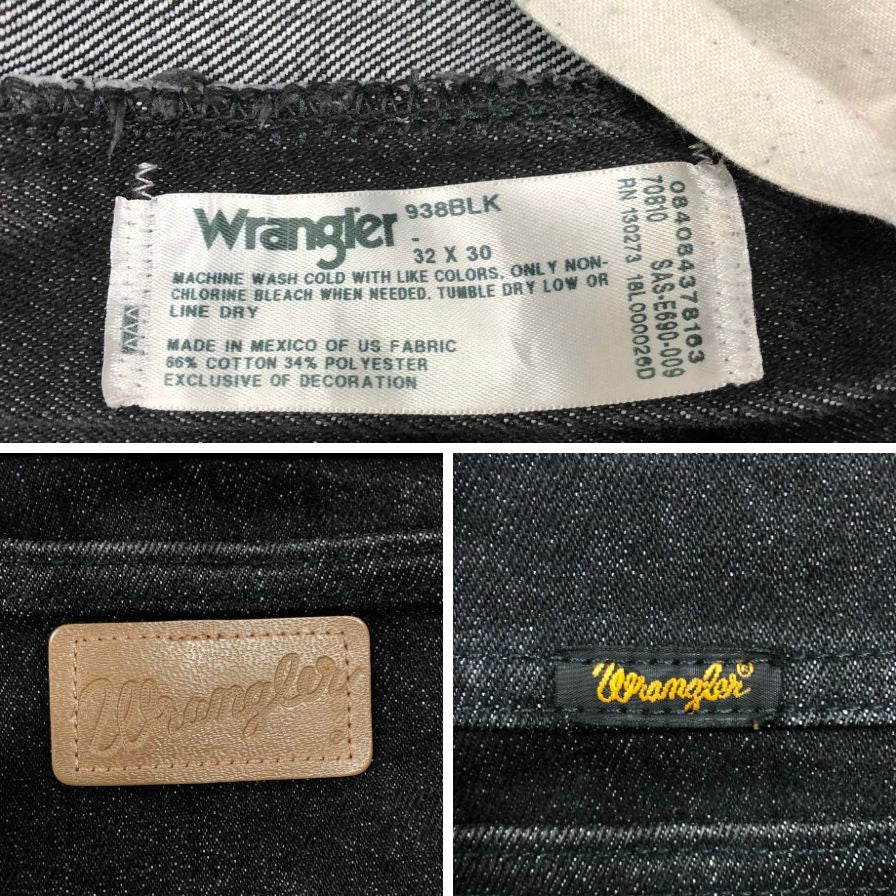 Wrangler 938BLK
-
32 X 30
MACHINE WASH COLD WITH LIKE COLORS, ONLY NON-
CHLORINE BLEACH WHEN NEEDED, TUMBLE DRY LOW OR
LINE DRY
MADE IN MEXICO OF US FABRIC
66% COTTON 34% POLYESTER
EXCLUSIVE OF DECORATION
084084378163
70810 SAS-E690-009
RN 130273 18L0000026D
Wrangler
Wrangler®